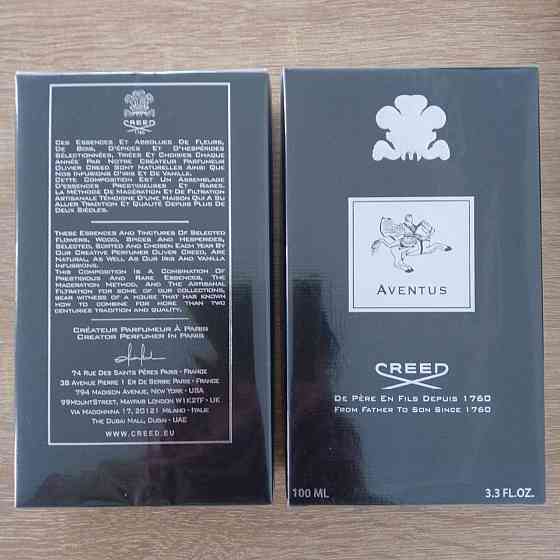 CREED
1760
CES ESSENCES ET ABSOLUES DE FLEURS,
DE BOIS, D'ÉPICES ET D'HESPÉRIDES
SÉLECTIONNÉES, TRIÉES ET CHOISIES CHAQUE
ANNÉE PAR NOTRE CRÉATEUR PARFUMEUR
OLIVIER CREED SONT NATURELLES AINSI QUE
NOS INFUSIONS D'IRIS ET DE VANILLE.
CETTE COMPOSITION EST UN ASSEMBLAGE
D'ESSENCES PRESTIGIEUSES ET RARES.
LA MÉTHODE DE MACÉRATION ET DE FILTRATION
ARTISANALE TÉMOIGNE D'UNE MAISON QUI A SU
ALLIER TRADITION ET QUALITÉ DEPUIS PLUS DE
DEUX SIÈCLES.
THESE ESSENCES AND TINCTURES OF SELECTED
FLOWERS, WOOD, SPICES AND HESPERIDES,
SELECTED, SORTED AND CHOSEN EACH YEAR BY
OUR CREATIVE PERFUMER OLIVER CREED, ARE
NATURAL, AS WELL AS OUR IRIS AND VANILLA
INFUSSIONS.
THIS COMPOSITION IS A COMBINATION OF
PRESTIGIOUS AND RARE ESSENCES. THE
MACERATION METHOD, AND THE ARTISANAL
FILTRATION FOR SOME OF OUR COLLECTIONS,
BEAR WITNESS OF A HOUSE THAT HAS KNOWN
HOW TO COMBINE FOR MORE THAN TWO
CENTURIES TRADITION AND QUALITY.
CRÉATEUR PARFUMEUR À PARIS
CREATOR PERFUMER IN PARIS
74 RUE DES SAINTS PÈRES PARIS - FRANCE
38 AVENUE PIERRE 1 ER DE SERBIE PARIS - FRANCE
794 MADISON AVENUE, NEW YORK - USA
99MOUNTSTREET, MAYFAIR LONDON W1K2TF - UK
VIA MADONNINA 17, 20121 MILANO - ITALIE
THE DUBAI MALL, DUBAI - UAE
WWW.CREED.EU
AVENTUS
CREED
DE PÈRE EN FILS DEPUIS 1760
FROM FATHER TO SON SINCE 1760
100 ML 3.3 FL.OZ.